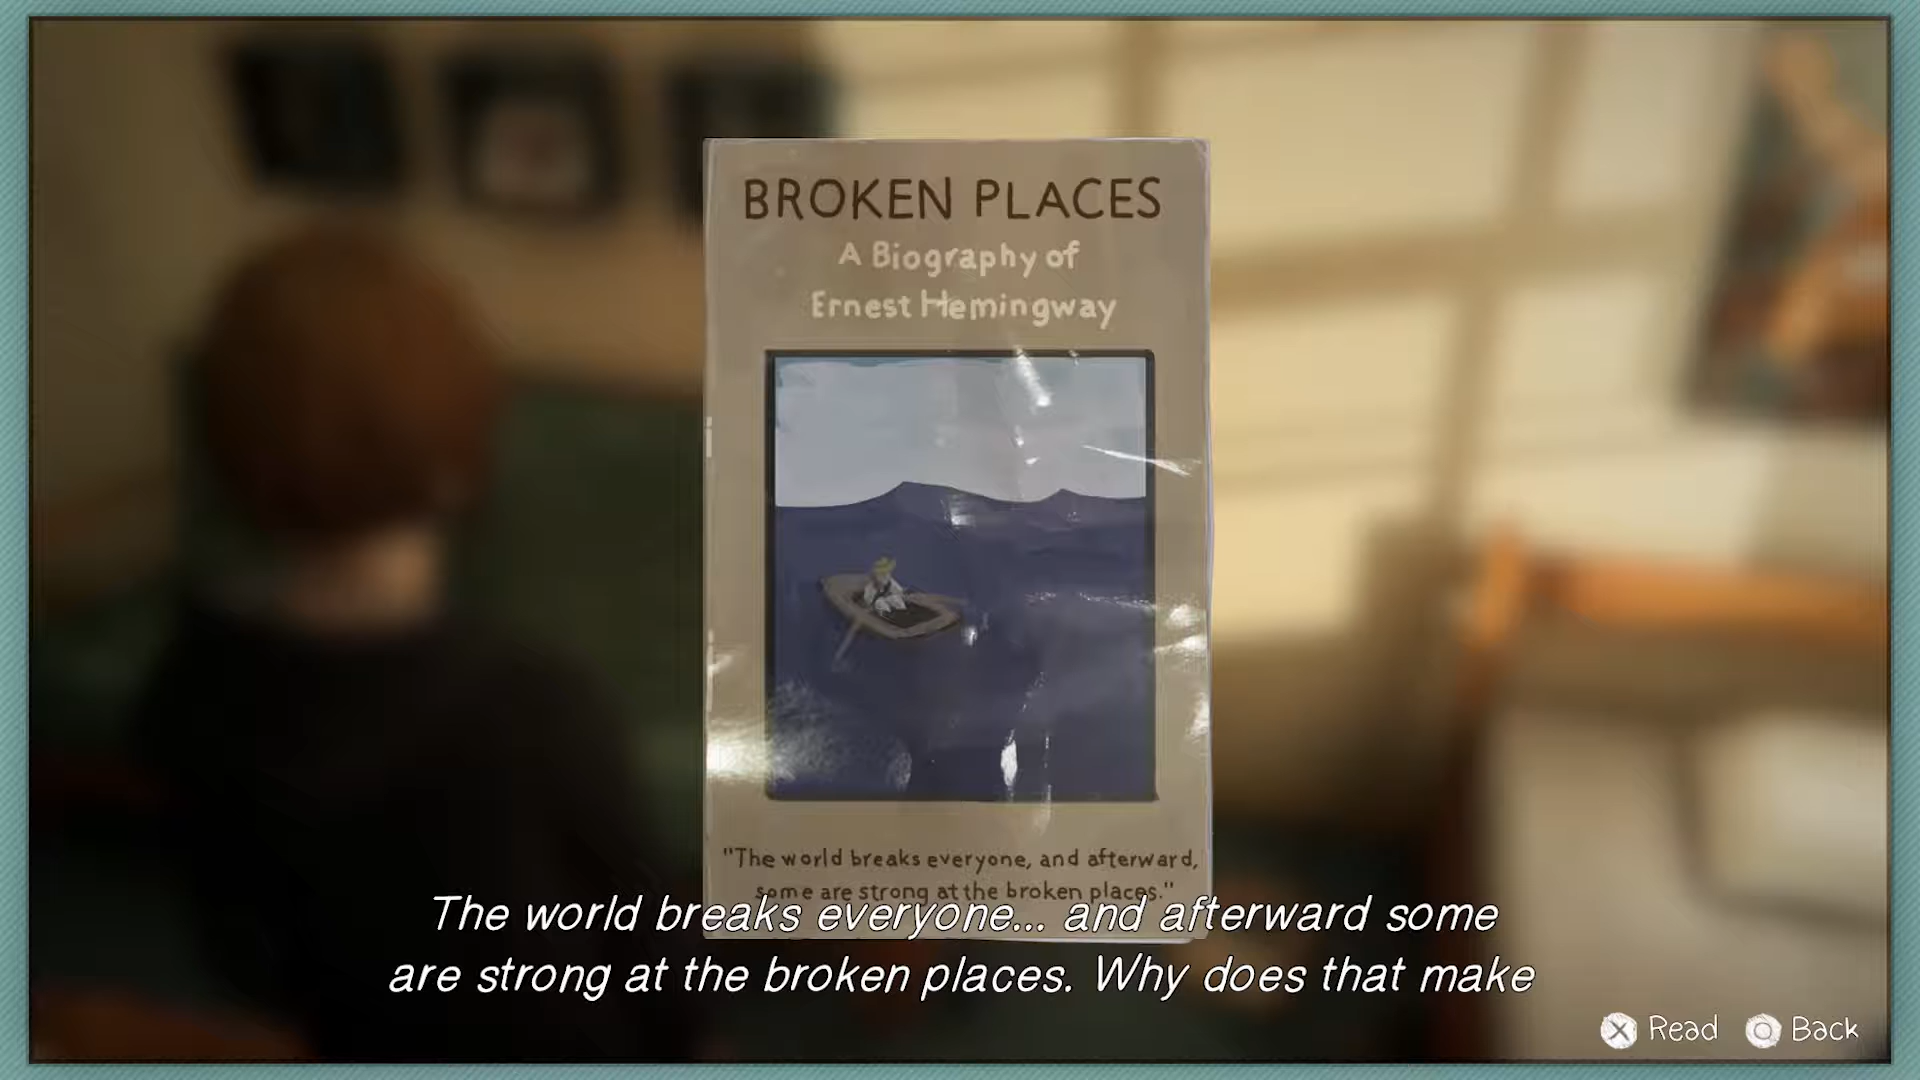 BROKEN PLACES
A Biography of
Ernest Hemingway
"The world breaks everyone, and afterward,
some are strong at the broken places."
The world breaks everyone... and afterward some
are strong at the broken places. Why does that make
Read Back